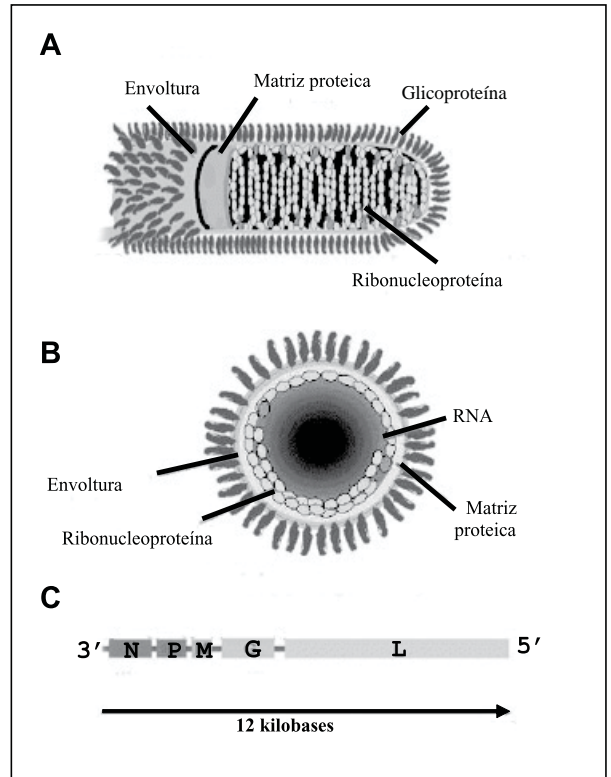 A
Envoltura
Matriz proteica
Glicoproteína
Ribonucleoproteína
B
RNA
Envoltura
Ribonucleoproteína
Matriz
proteica
C
3′ N P M G L 5′
12 kilobases